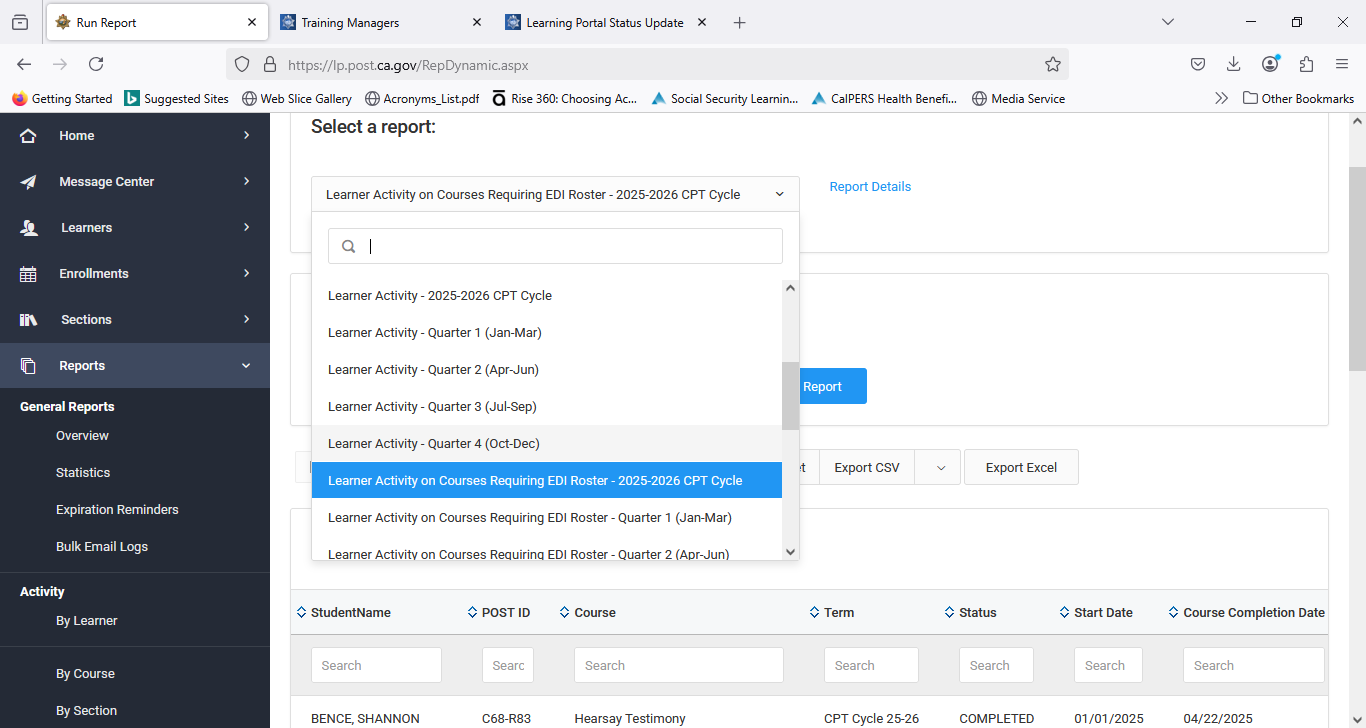 Run Report
Training Managers
Learning Portal Status Update
https://lp.post.ca.gov/RepDynamic.aspx
Getting Started
Suggested Sites
Web Slice Gallery
Acronyms_List.pdf
Rise 360: Choosing Ac...
Social Security Learnin...
CalPERS Health Benefi...
Media Service
Other Bookmarks
Home
Message Center
Learners
Enrollments
Sections
Reports
General Reports
Overview
Statistics
Expiration Reminders
Bulk Email Logs
Activity
By Learner
By Course
By Section
Select a report:
Learner Activity on Courses Requiring EDI Roster - 2025-2026 CPT Cycle
Report Details
Learner Activity - 2025-2026 CPT Cycle
Learner Activity - Quarter 1 (Jan-Mar)
Learner Activity - Quarter 2 (Apr-Jun)
Learner Activity - Quarter 3 (Jul-Sep)
Learner Activity - Quarter 4 (Oct-Dec)
Learner Activity on Courses Requiring EDI Roster - 2025-2026 CPT Cycle
Learner Activity on Courses Requiring EDI Roster - Quarter 1 (Jan-Mar)
Learner Activity on Courses Requiring EDI Roster - Quarter 2 (Apr-Jun)
Report
Export CSV
Export Excel
StudentName POST ID Course Term Status Start Date Course Completion Date
Search Searc Search Search Search Search Search
BENCE, SHANNON C68-R83 Hearsay Testimony CPT Cycle 25-26 COMPLETED 01/01/2025 04/22/2025